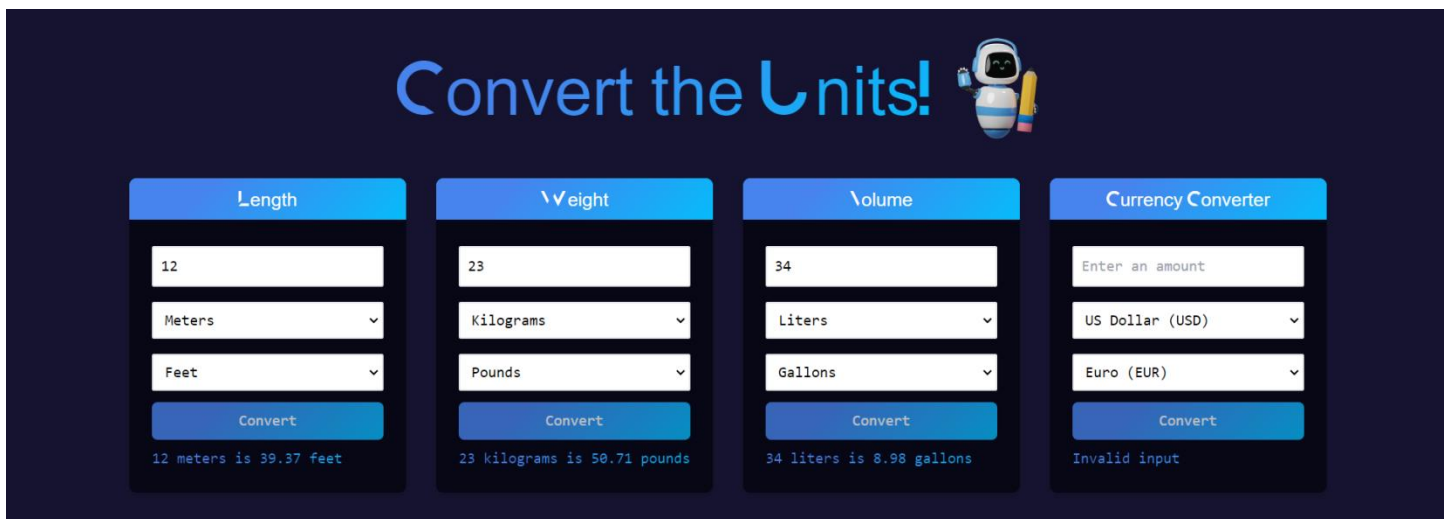 Convert the Units!
Length
12
Meters
Feet
Convert
12 meters is 39.37 feet
Weight
23
Kilograms
Pounds
Convert
23 kilograms is 50.71 pounds
Volume
34
Liters
Gallons
Convert
34 liters is 8.98 gallons
Currency Converter
Enter an amount
US Dollar (USD)
Euro (EUR)
Convert
Invalid input